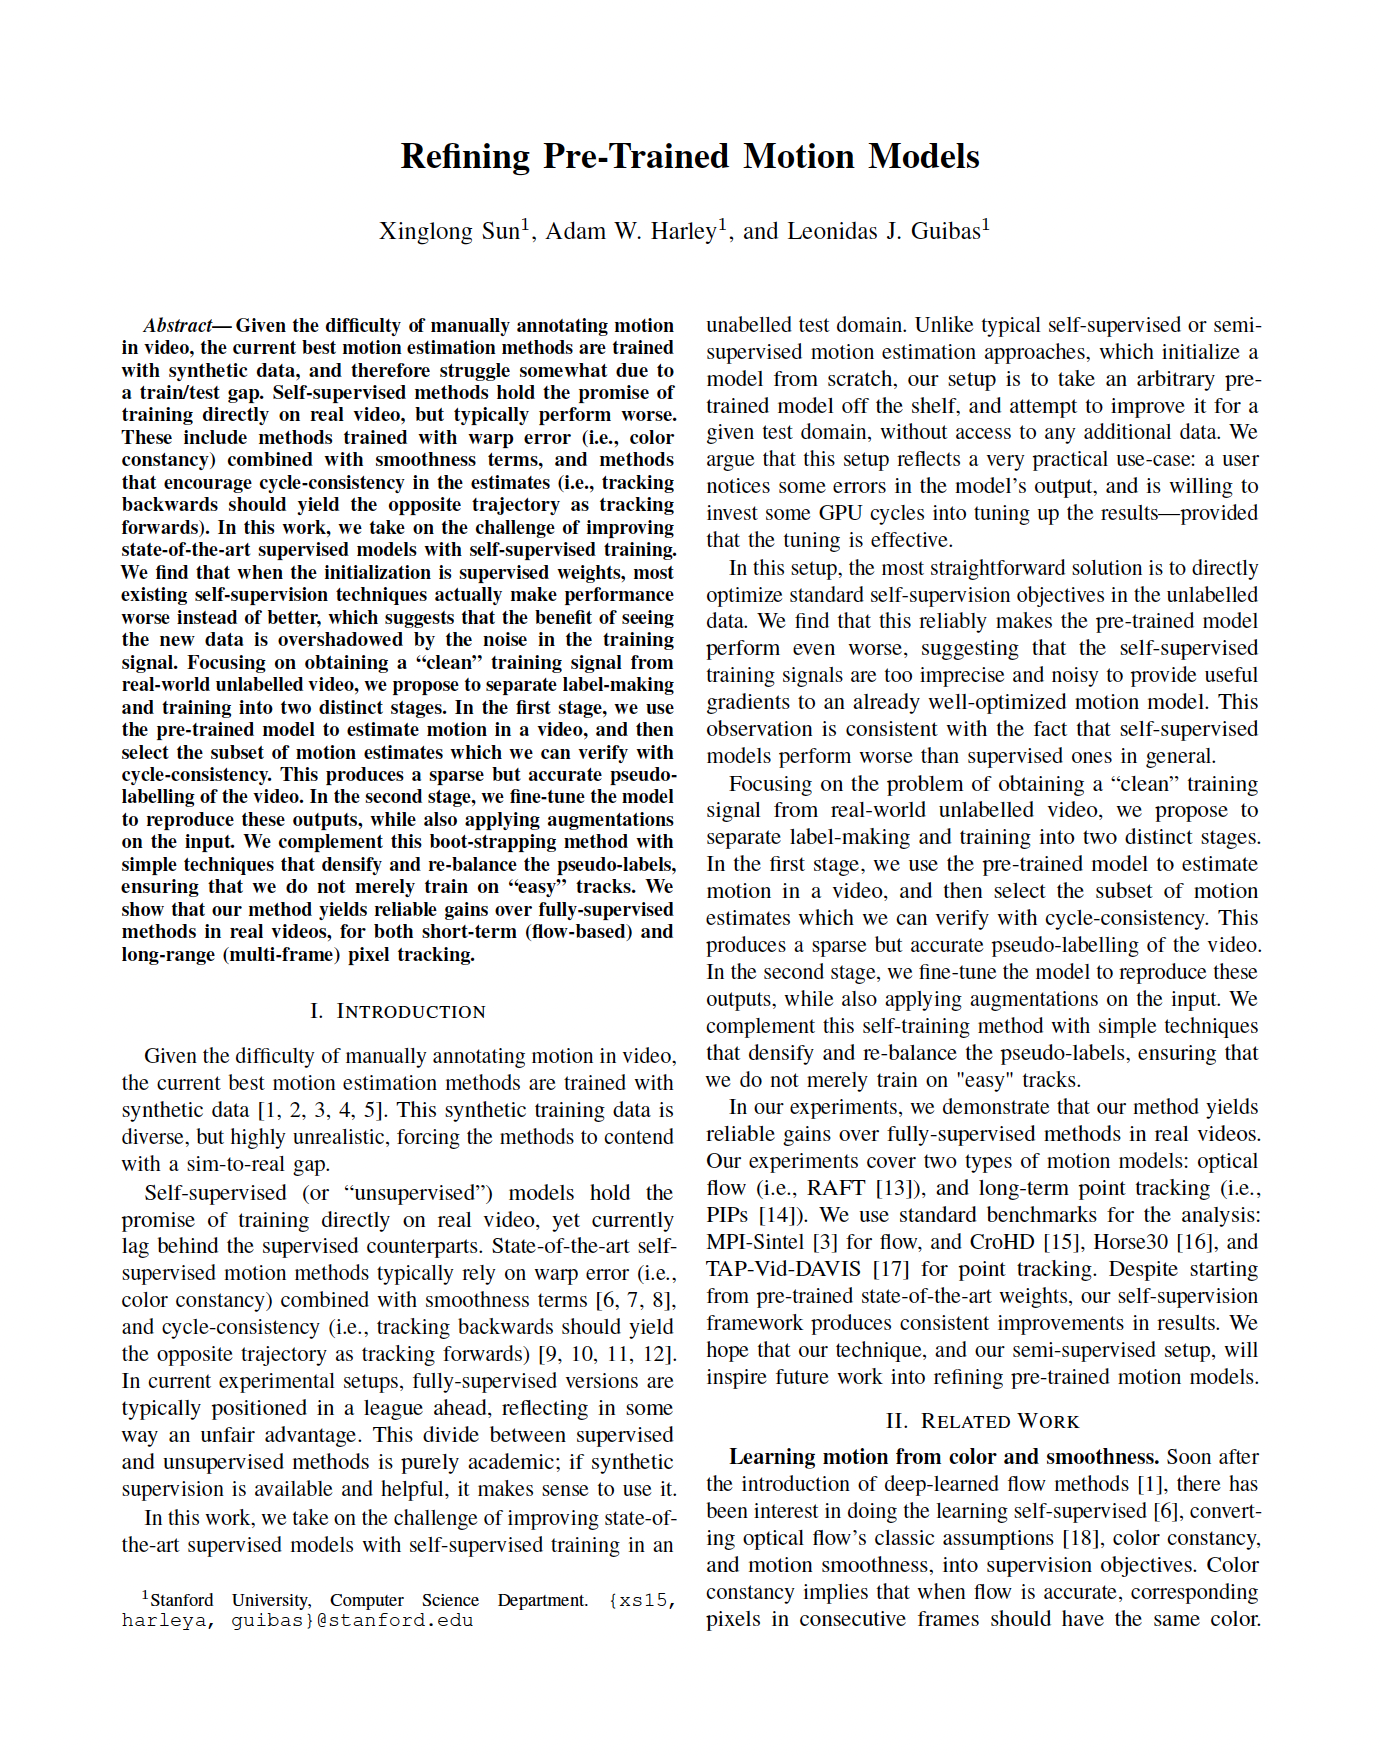 Refining Pre-Trained Motion Models
Xinglong Sun1, Adam W. Harley1, and Leonidas J. Guibas1
Abstract— Given the difficulty of manually annotating motion
in video, the current best motion estimation methods are trained
with synthetic data, and therefore struggle somewhat due to
a train/test gap. Self-supervised methods hold the promise of
training directly on real video, but typically perform worse.
These include methods trained with warp error (i.e., color
constancy) combined with smoothness terms, and methods
that encourage cycle-consistency in the estimates (i.e., tracking
backwards should yield the opposite trajectory as tracking
forwards). In this work, we take on the challenge of improving
state-of-the-art supervised models with self-supervised training.
We find that when the initialization is supervised weights, most
existing self-supervision techniques actually make performance
worse instead of better, which suggests that the benefit of seeing
the new data is overshadowed by the noise in the training
signal. Focusing on obtaining a “clean” training signal from
real-world unlabelled video, we propose to separate label-making
and training into two distinct stages. In the first stage, we use
the pre-trained model to estimate motion in a video, and then
select the subset of motion estimates which we can verify with
cycle-consistency. This produces a sparse but accurate pseudo-
labelling of the video. In the second stage, we fine-tune the model
to reproduce these outputs, while also applying augmentations
on the input. We complement this boot-strapping method with
simple techniques that densify and re-balance the pseudo-labels,
ensuring that we do not merely train on “easy” tracks. We
show that our method yields reliable gains over fully-supervised
methods in real videos, for both short-term (flow-based) and
long-range (multi-frame) pixel tracking.
I. INTRODUCTION
Given the difficulty of manually annotating motion in video,
the current best motion estimation methods are trained with
synthetic data [1, 2, 3, 4, 5]. This synthetic training data is
diverse, but highly unrealistic, forcing the methods to contend
with a sim-to-real gap.
Self-supervised (or “unsupervised”) models hold the
promise of training directly on real video, yet currently
lag behind the supervised counterparts. State-of-the-art self-
supervised motion methods typically rely on warp error (i.e.,
color constancy) combined with smoothness terms [6, 7, 8],
and cycle-consistency (i.e., tracking backwards should yield
the opposite trajectory as tracking forwards) [9, 10, 11, 12].
In current experimental setups, fully-supervised versions are
typically positioned in a league ahead, reflecting in some
way an unfair advantage. This divide between supervised
and unsupervised methods is purely academic; if synthetic
supervision is available and helpful, it makes sense to use it.
In this work, we take on the challenge of improving state-of-
the-art supervised models with self-supervised training in an
1Stanford University, Computer Science Department. {xs15,
harleya, guibas}@stanford.edu
unabelled test domain. Unlike typical self-supervised or semi-
supervised motion estimation approaches, which initialize a
model from scratch, our setup is to take an arbitrary pre-
trained model off the shelf, and attempt to improve it for a
given test domain, without access to any additional data. We
argue that this setup reflects a very practical use-case: a user
notices some errors in the model’s output, and is willing to
invest some GPU cycles into tuning up the results—provided
that the tuning is effective.
In this setup, the most straightforward solution is to directly
optimize standard self-supervision objectives in the unlabelled
data. We find that this reliably makes the pre-trained model
perform even worse, suggesting that the self-supervised
training signals are too imprecise and noisy to provide useful
gradients to an already well-optimized motion model. This
observation is consistent with the fact that self-supervised
models perform worse than supervised ones in general.
Focusing on the problem of obtaining a “clean” training
signal from real-world unlabelled video, we propose to
separate label-making and training into two distinct stages.
In the first stage, we use the pre-trained model to estimate
motion in a video, and then select the subset of motion
estimates which we can verify with cycle-consistency. This
produces a sparse but accurate pseudo-labelling of the video.
In the second stage, we fine-tune the model to reproduce these
outputs, while also applying augmentations on the input. We
complement this self-training method with simple techniques
that densify and re-balance the pseudo-labels, ensuring that
we do not merely train on "easy" tracks.
In our experiments, we demonstrate that our method yields
reliable gains over fully-supervised methods in real videos.
Our experiments cover two types of motion models: optical
flow (i.e., RAFT [13]), and long-term point tracking (i.e.,
PIPs [14]). We use standard benchmarks for the analysis:
MPI-Sintel [3] for flow, and CroHD [15], Horse30 [16], and
TAP-Vid-DAVIS [17] for point tracking. Despite starting
from pre-trained state-of-the-art weights, our self-supervision
framework produces consistent improvements in results. We
hope that our technique, and our semi-supervised setup, will
inspire future work into refining pre-trained motion models.
II. RELATED WORK
Learning motion from color and smoothness. Soon after
the introduction of deep-learned flow methods [1], there has
been interest in doing the learning self-supervised [6], convert-
ing optical flow’s classic assumptions [18], color constancy,
and motion smoothness, into supervision objectives. Color
constancy implies that when flow is accurate, corresponding
pixels in consecutive frames should have the same color.